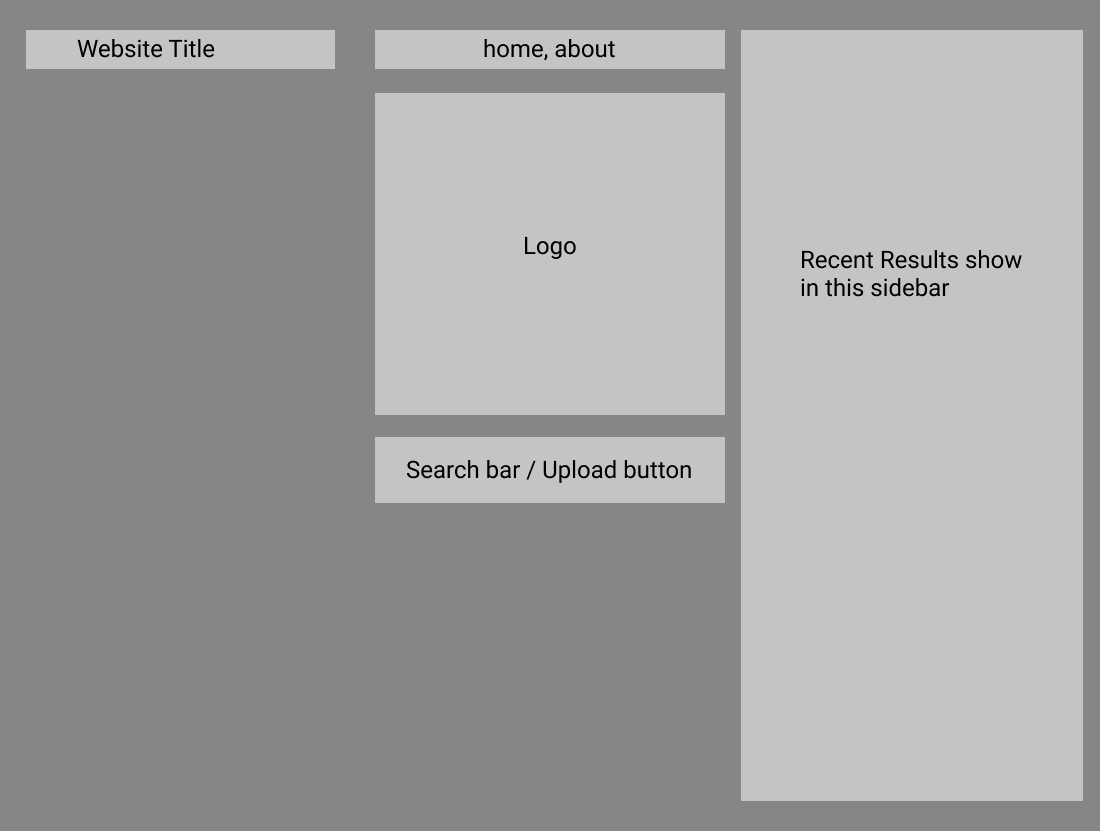 Website Title
home, about
Logo
Search bar / Upload button
Recent Results show
in this sidebar